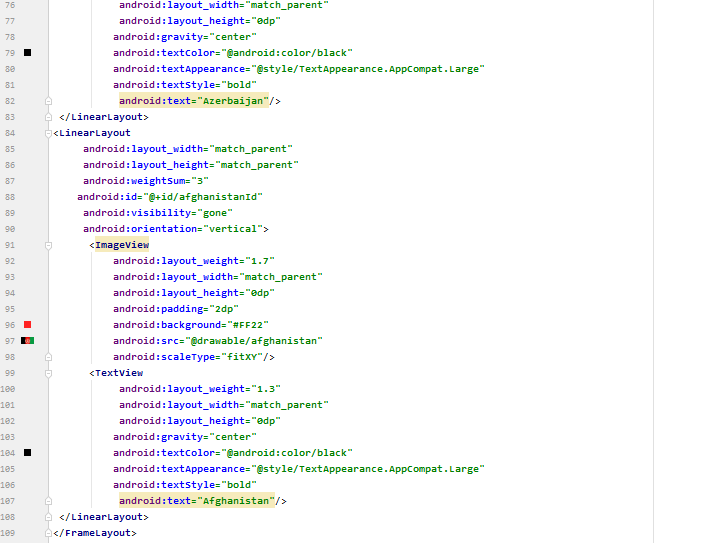 76 android:layout_width="match_parent"
77 android:layout_height="0dp"
78 android:gravity="center"
79 android:textColor="@android:color/black"
80 android:textAppearance="@style/TextAppearance.AppCompat.Large"
81 android:textStyle="bold"
82 android:text="Azerbaijan"/>
83 </LinearLayout>
84 <LinearLayout
85 android:layout_width="match_parent"
86 android:layout_height="match_parent"
87 android:weightSum="3"
88 android:id="@+id/afghanistanId"
89 android:visibility="gone"
90 android:orientation="vertical">
91 <ImageView
92 android:layout_weight="1.7"
93 android:layout_width="match_parent"
94 android:layout_height="0dp"
95 android:padding="2dp"
96 android:background="#FF22"
97 android:src="@drawable/afghanistan"
98 android:scaleType="fitXY"/>
99 <TextView
100 android:layout_weight="1.3"
101 android:layout_width="match_parent"
102 android:layout_height="0dp"
103 android:gravity="center"
104 android:textColor="@android:color/black"
105 android:textAppearance="@style/TextAppearance.AppCompat.Large"
106 android:textStyle="bold"
107 android:text="Afghanistan"/>
108 </LinearLayout>
109 </FrameLayout>